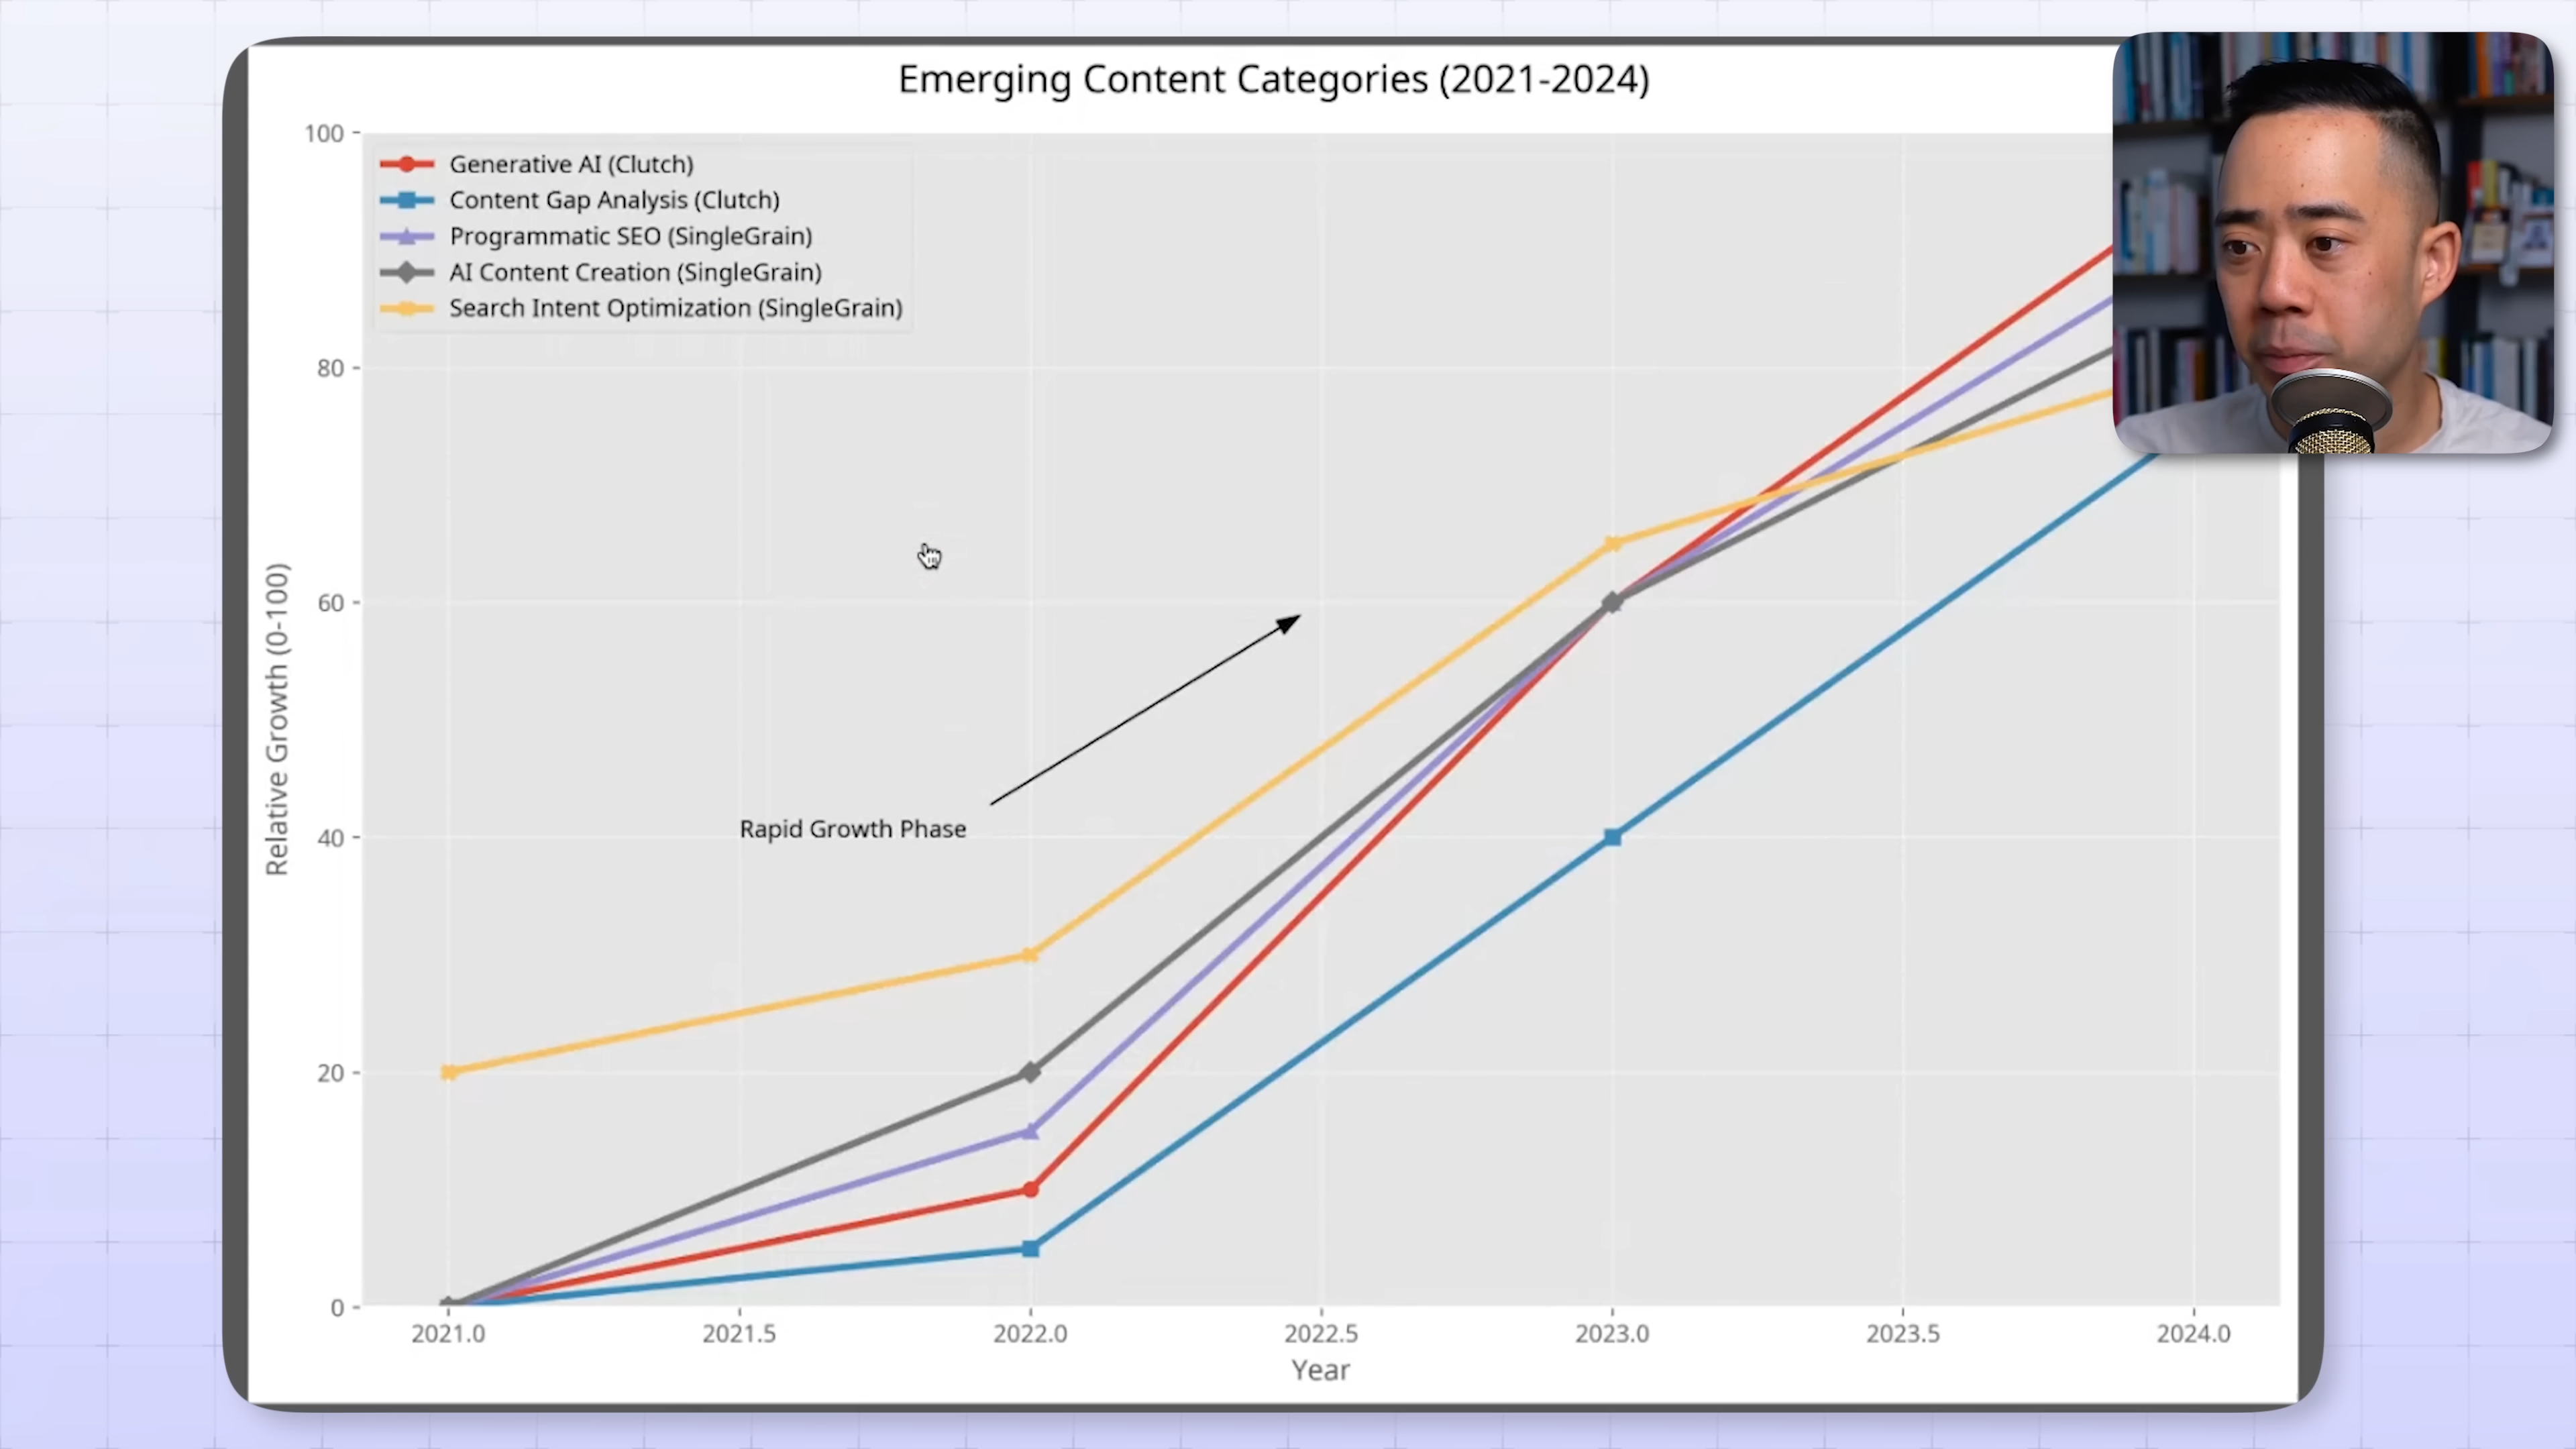 Emerging Content Categories (2021-2024)
100
Generative AI (Clutch)
Content Gap Analysis (Clutch)
Programmatic SEO (SingleGrain)
AI Content Creation (SingleGrain)
Search Intent Optimization (SingleGrain)
80
60
40
20
0
Relative Growth (0-100)
Rapid Growth Phase
2021.0 2021.5 2022.0 2022.5 2023.0 2023.5 2024.0
Year